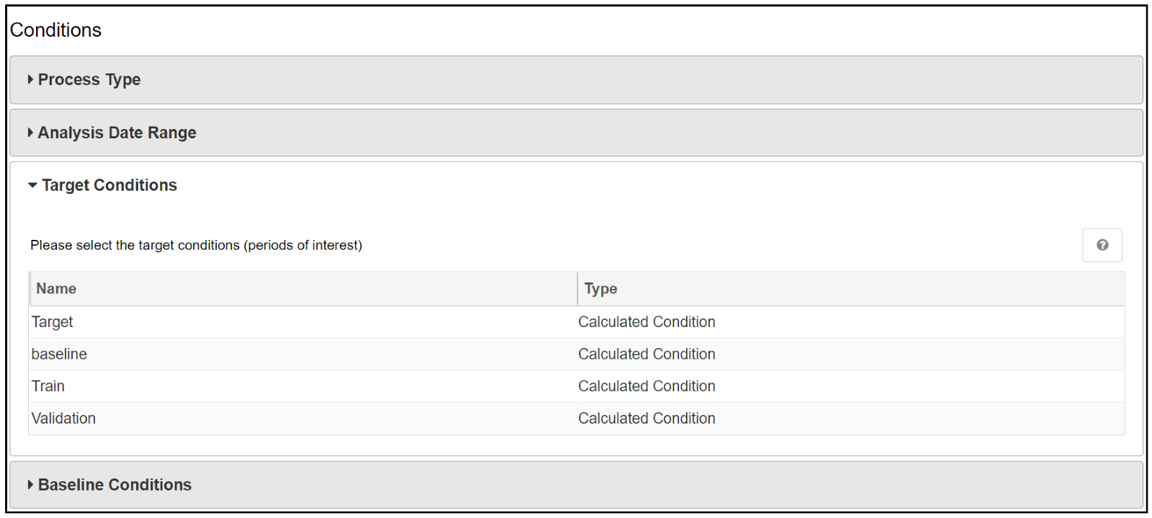 Conditions
Process Type
Analysis Date Range
Target Conditions
Please select the target conditions (periods of interest)
Name Type
Target Calculated Condition
baseline Calculated Condition
Train Calculated Condition
Validation Calculated Condition
Baseline Conditions